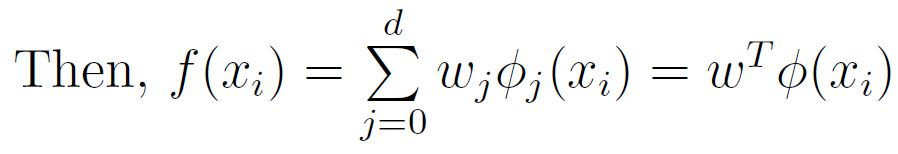 Then, $f(x_i) = \sum_{j=0}^{d} w_j \phi_j(x_i) = w^T \phi(x_i)$